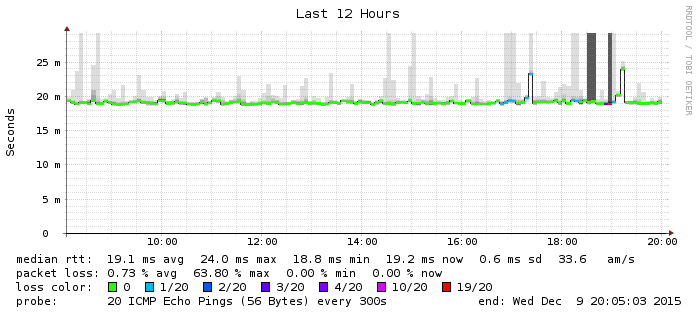 Last 12 Hours
RRDTOOL / TOBI OETIKER
Seconds
25 m
20 m
15 m
10 m
5 m
0
10:00 12:00 14:00 16:00 18:00 20:00
median rtt: 19.1 ms avg 24.0 ms max 18.8 ms min 19.2 ms now 0.6 ms sd 33.6 am/s
packet loss: 0.73 % avg 63.80 % max 0.00 % min 0.00 % now
loss color: 0 1/20 2/20 3/20 4/20 10/20 19/20
probe: 20 ICMP Echo Pings (56 Bytes) every 300s end: Wed Dec 9 20:05:03 2015